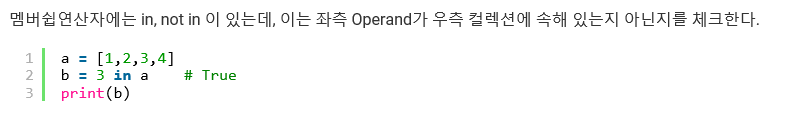 멤버쉽연산자에는 in, not in 이 있는데, 이는 좌측 Operand가 우측 컬렉션에 속해 있는지 아닌지를 체크한다.
1 a = [1,2,3,4]
2 b = 3 in a    # True
3 print(b)